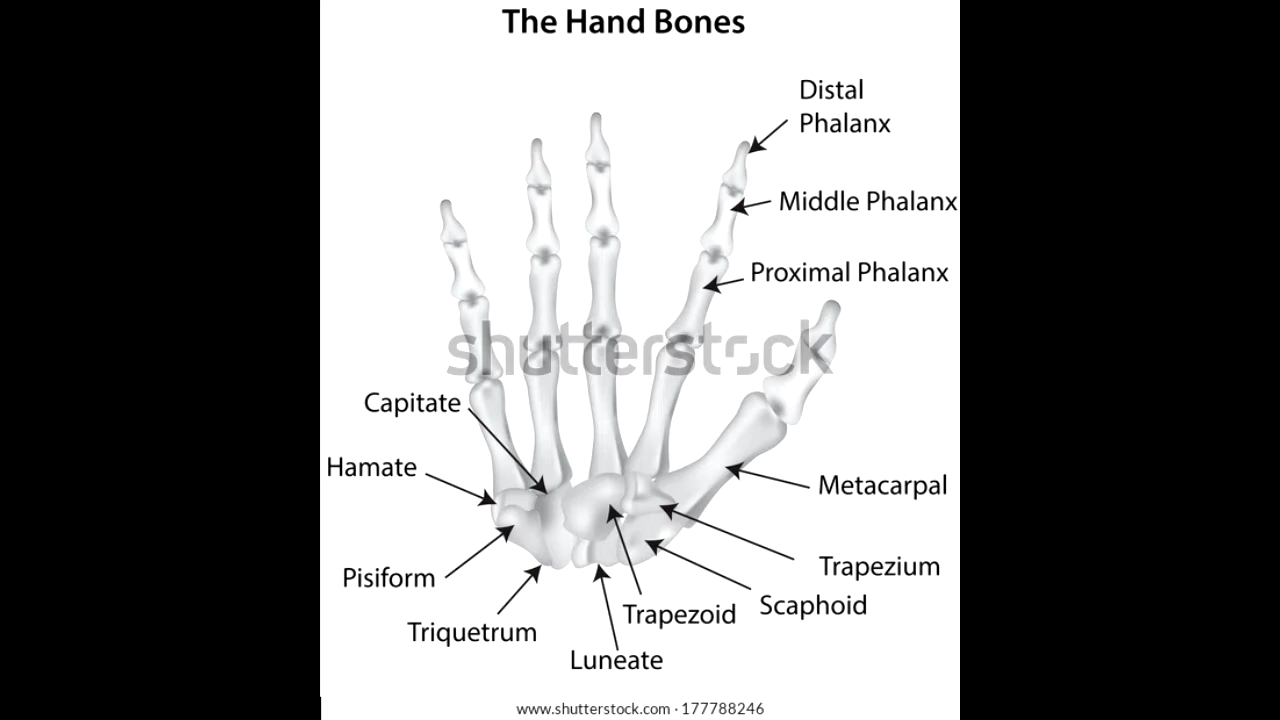 The Hand Bones
Distal
Phalanx
Middle Phalanx
Proximal Phalanx
shutterstock
Capitate
Hamate
Metacarpal
Trapezium
Pisiform
Scaphoid
Trapezoid
Triquetrum
Luneate
www.shutterstock.com · 177788246